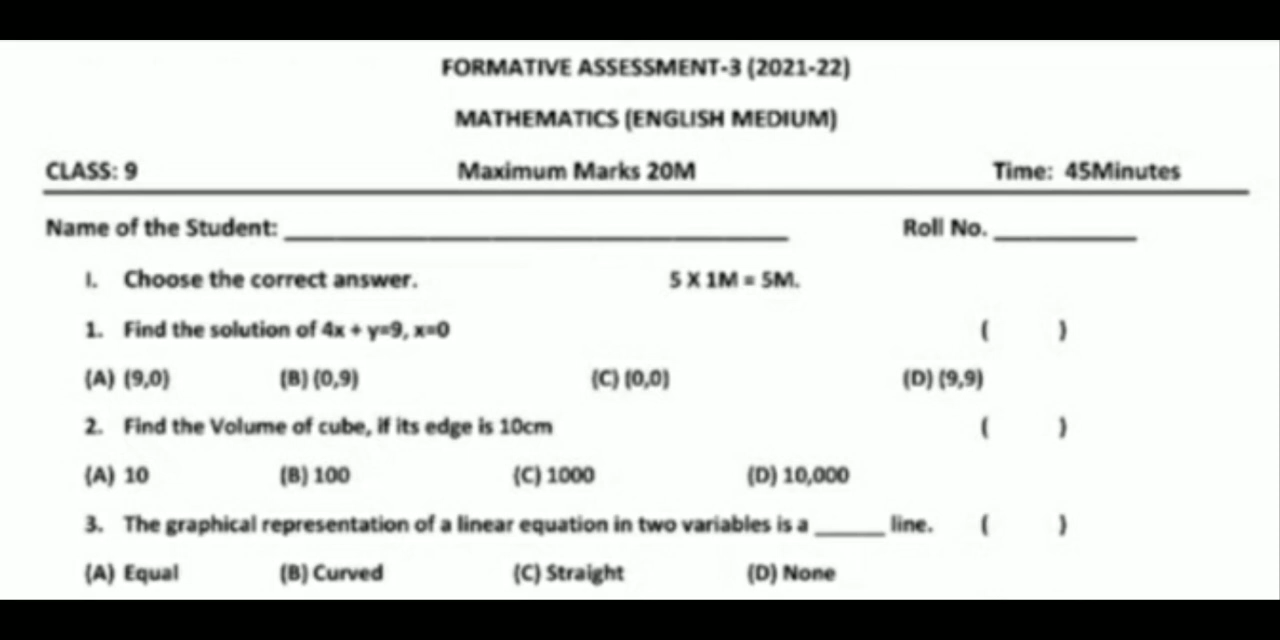 FORMATIVE ASSESSMENT-3 (2021-22)
MATHEMATICS (ENGLISH MEDIUM)
CLASS: 9 Maximum Marks 20M Time: 45Minutes
Name of the Student: ____________________ Roll No. __________
I. Choose the correct answer. 5 X 1M = 5M.
1. Find the solution of 4x + y=9, x=0 ( )
(A) (9,0) (B) (0,9) (C) (0,0) (D) (9,9)
2. Find the Volume of cube, if its edge is 10cm ( )
(A) 10 (B) 100 (C) 1000 (D) 10,000
3. The graphical representation of a linear equation in two variables is a ______ line. ( )
(A) Equal (B) Curved (C) Straight (D) None